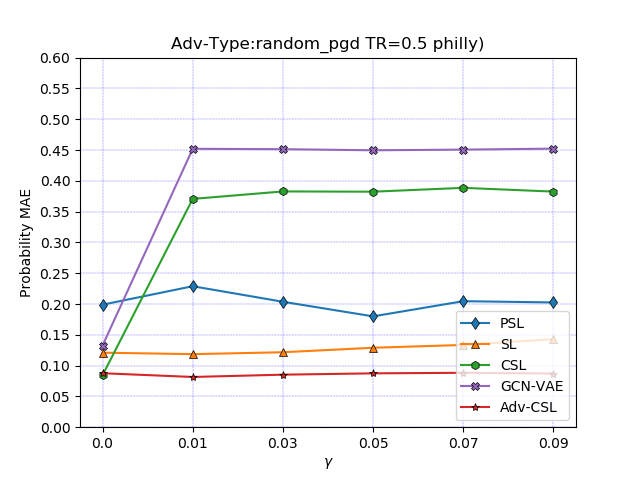 Adv-Type:random_pgd TR=0.5 philly)
Probability MAE
0.60
0.55
0.50
0.45
0.40
0.35
0.30
0.25
0.20
0.15
0.10
0.05
0.00
0.0 0.01 0.03 0.05 0.07 0.09
γ
PSL
SL
CSL
GCN-VAE
Adv-CSL